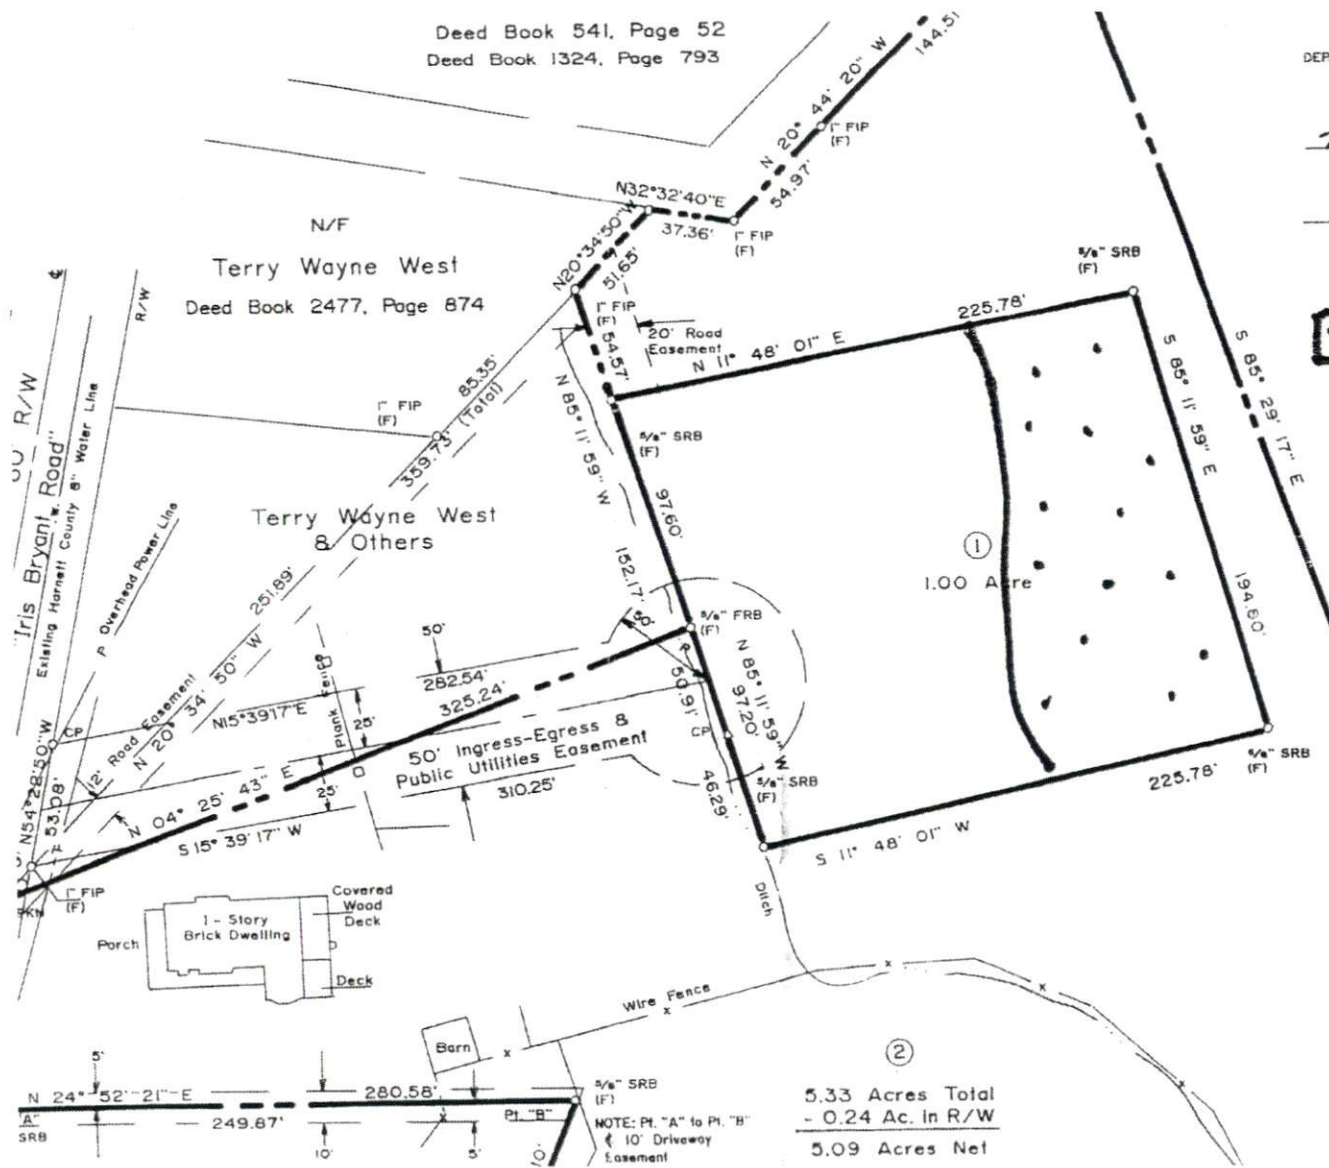 Deed Book 541, Page 52
Deed Book 1324, Page 793
144.51
N 20° 44' 20" W
54.97'
1" FIP
(F)
N32°32'40"E
37.36'
1" FIP
(F)
N20°34'50"W
51.65'
1" FIP
(F)
54.57'
20' Road
Easement
N/F
Terry Wayne West
Deed Book 2477, Page 874
R/W
5/8" SRB
(F)
225.78'
N 11° 48' 01" E
S 85° 11' 59" E
194.60'
S 85° 29' 17" E
85.35'
359.73' (Total)
1" FIP
(F)
N 85° 11' 59" W
152.17'
5/8" SRB
(F)
97.60'
R/W
"Iris Bryant Road"
Existing Harnett County 8" Water Line
P Overhead Power Line
Terry Wayne West
& Others
251.89'
N 20° 34' 50" W
12' Road Easement
1
1.00 Acre
5/8" FRB
(F)
50'
R
50'
282.54'
325.24'
N15°39'17"E
Plank Fence
25'
25'
50' Ingress-Egress &
Public Utilities Easement
310.25'
N 04° 25' 43" E
S 15° 39' 17" W
CP
N54°28'50"W
53.08'
1" FIP
(F)
PKN
N 85° 11' 59" W
97.20'
50.91'
CP
46.29'
5/8" SRB
(F)
5/8" SRB
(F)
225.78'
S 11° 48' 01" W
Ditch
Covered
Wood
Deck
1 - Story
Brick Dwelling
Porch
Deck
Wire Fence
x
x
x
x
x
x
Barn
2
5.33 Acres Total
- 0.24 Ac. in R/W
5.09 Acres Net
5'
N 24°-52'-21"-E
280.58'
5/8" SRB
(F)
"A"
SRB
249.87'
Pt. "B"
10'
5'
10'
NOTE: Pt. "A" to Pt. "B"
℄ 10' Driveway
Easement
DEP